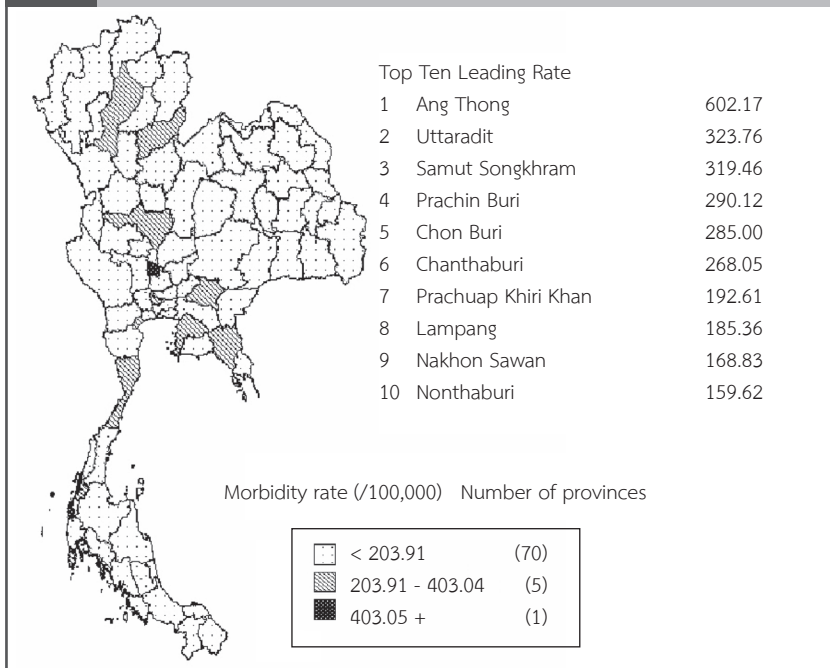 Top Ten Leading Rate
1 Ang Thong 602.17
2 Uttaradit 323.76
3 Samut Songkhram 319.46
4 Prachin Buri 290.12
5 Chon Buri 285.00
6 Chanthaburi 268.05
7 Prachuap Khiri Khan 192.61
8 Lampang 185.36
9 Nakhon Sawan 168.83
10 Nonthaburi 159.62
Morbidity rate (/100,000) Number of provinces
< 203.91 (70)
203.91 - 403.04 (5)
403.05 + (1)